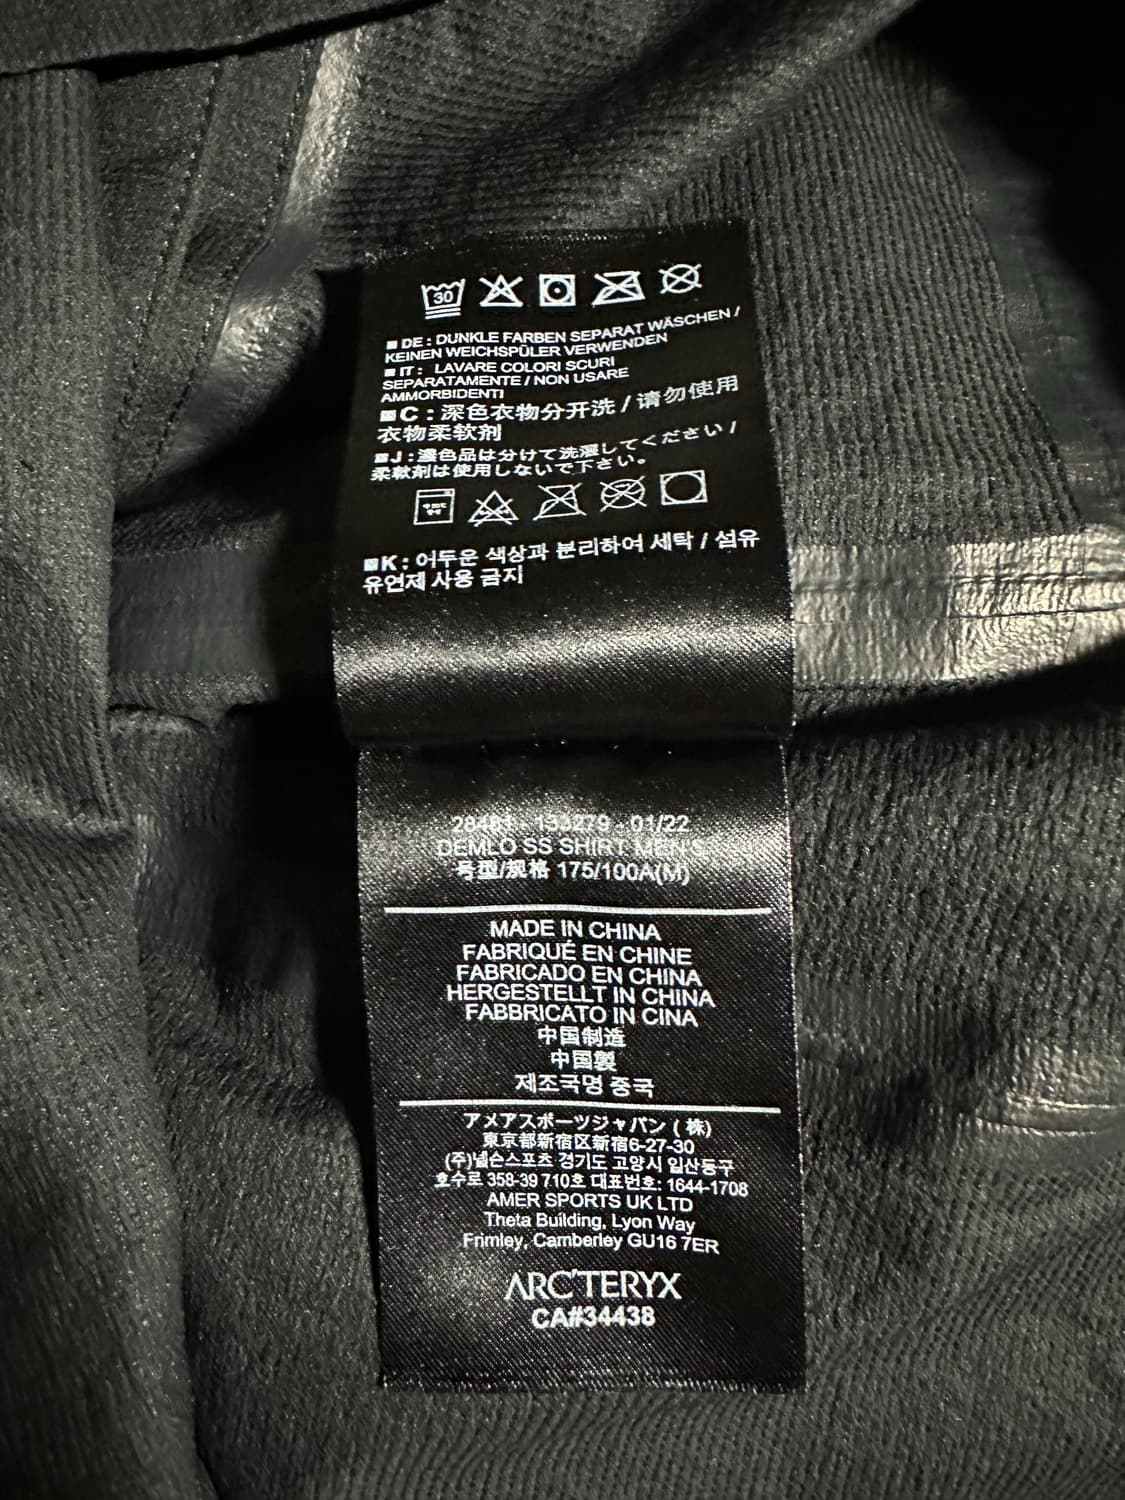 30
■ DE : DUNKLE FARBEN SEPARAT WÄSCHEN /
KEINEN WEICHSPÜLER VERWENDEN
■ IT : LAVARE COLORI SCURI
SEPARATAMENTE / NON USARE
AMMORBIDENTI
■ C : 深色衣物分开洗 / 请勿使用
衣物柔软剂
■ J : 濃色品は分けて洗濯してください /
柔軟剤は使用しないで下さい。
■ K : 어두운 색상과 분리하여 세탁 / 섬유
유연제 사용 금지
28481 - 133279 - 01/22
DEMLO SS SHIRT MEN'S
号型/规格 175/100A(M)
MADE IN CHINA
FABRIQUÉ EN CHINE
FABRICADO EN CHINA
HERGESTELLT IN CHINA
FABBRICATO IN CINA
中国制造
中国製
제조국명 중국
アメアスポーツジャパン ( 株)
東京都新宿区新宿6-27-30
(주)넬슨스포츠 경기도 고양시 일산동구
호수로 358-39 710호 대표번호: 1644-1708
AMER SPORTS UK LTD
Theta Building, Lyon Way
Frimley, Camberley GU16 7ER
ARC'TERYX
CA#34438